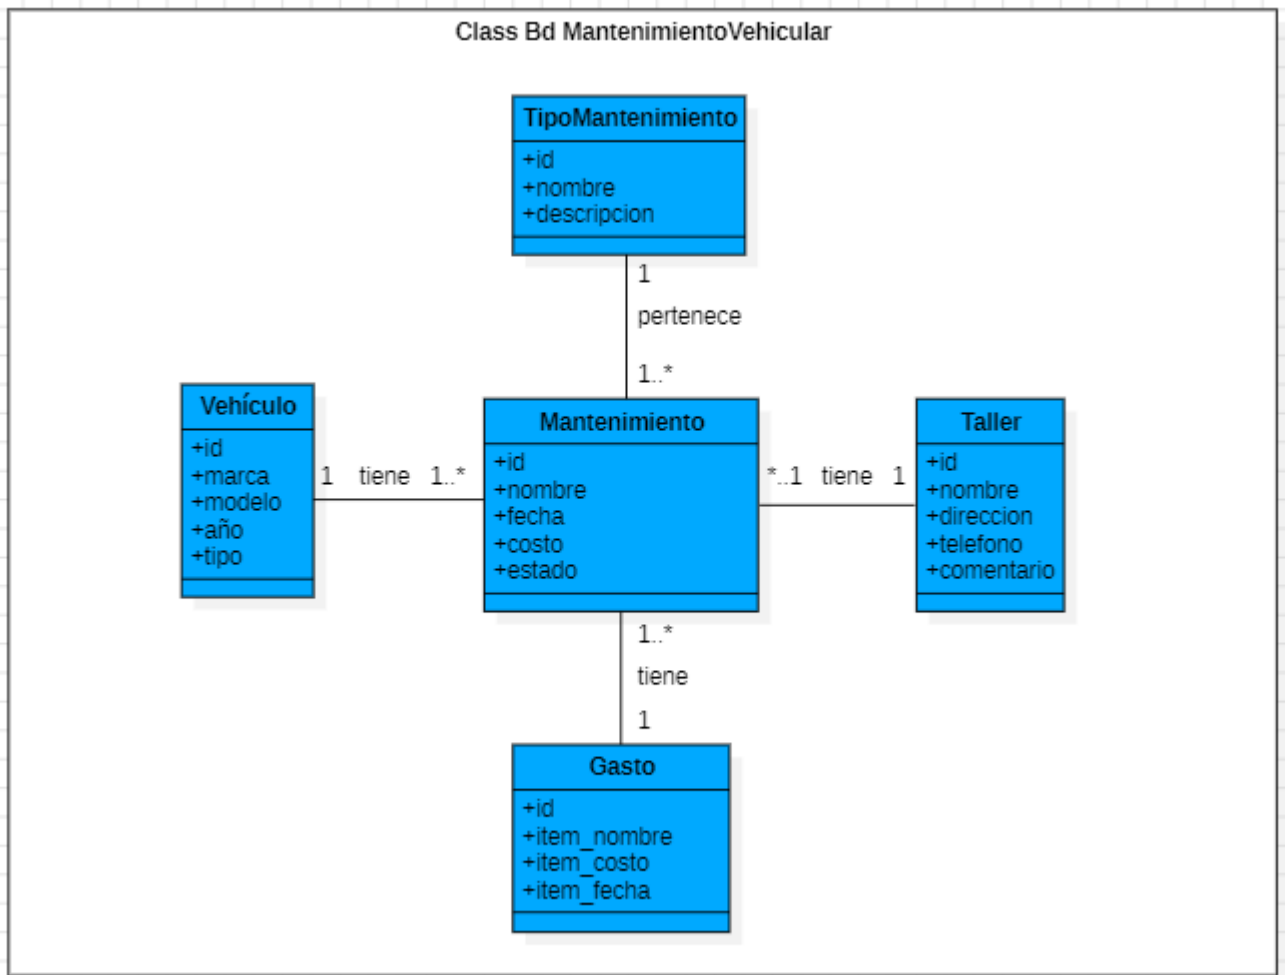 Class Bd MantenimientoVehicular
TipoMantenimiento
+id
+nombre
+descripcion
1
pertenece
1..*
Vehículo
+id
+marca
+modelo
+año
+tipo
1 tiene 1..*
Mantenimiento
+id
+nombre
+fecha
+costo
+estado
*..1 tiene 1
Taller
+id
+nombre
+direccion
+telefono
+comentario
1..*
tiene
1
Gasto
+id
+item_nombre
+item_costo
+item_fecha